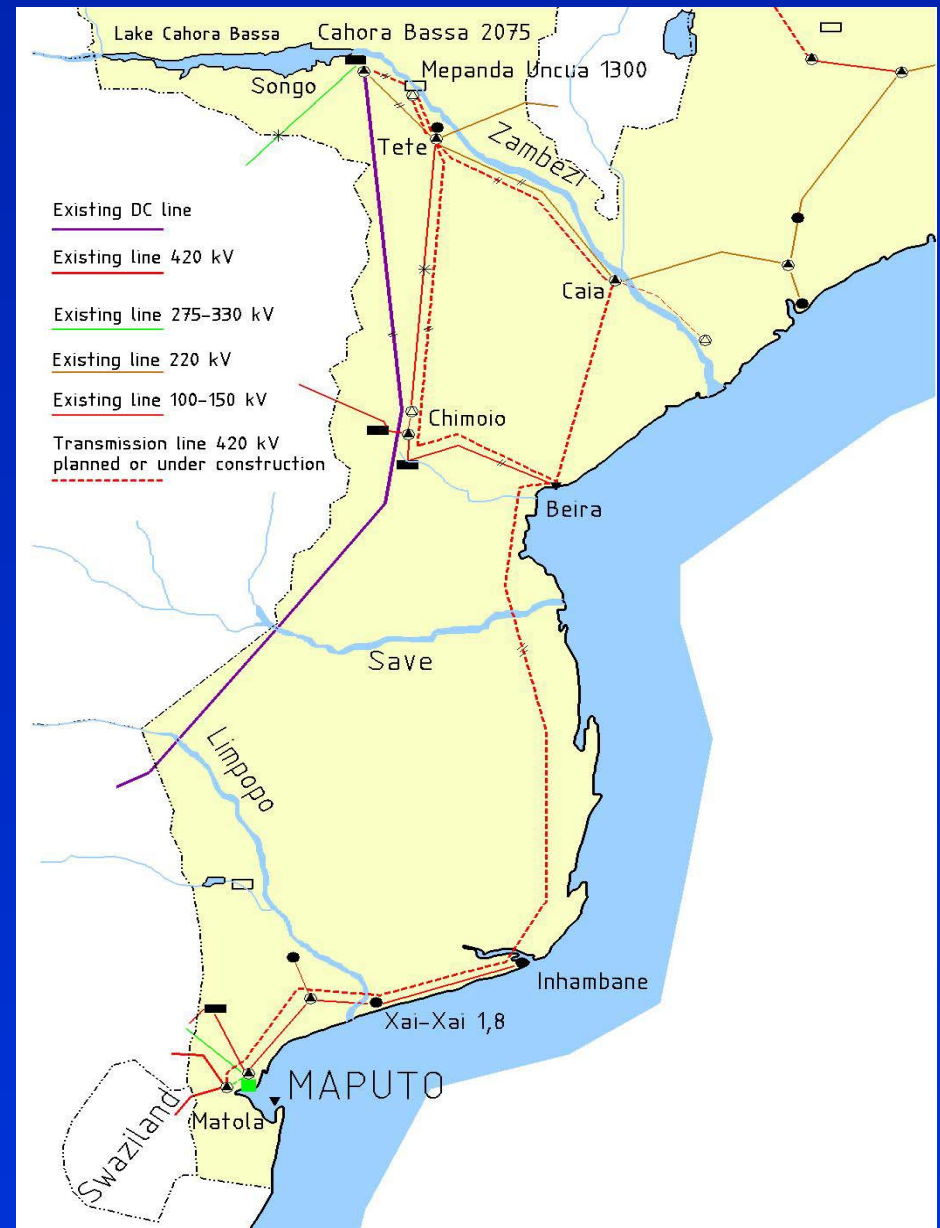 Lake Cahora Bassa
Cahora Bassa 2075
Songo
Mepanda Uncua 1300
Tete
Zambezi
Existing DC line
Existing line 420 kV
Existing line 275-330 kV
Existing line 220 kV
Existing line 100-150 kV
Transmission line 420 kV
planned or under construction
Caia
Chimoio
Beira
Save
Limpopo
Inhambane
Xai-Xai 1,8
MAPUTO
Matola
Swaziland